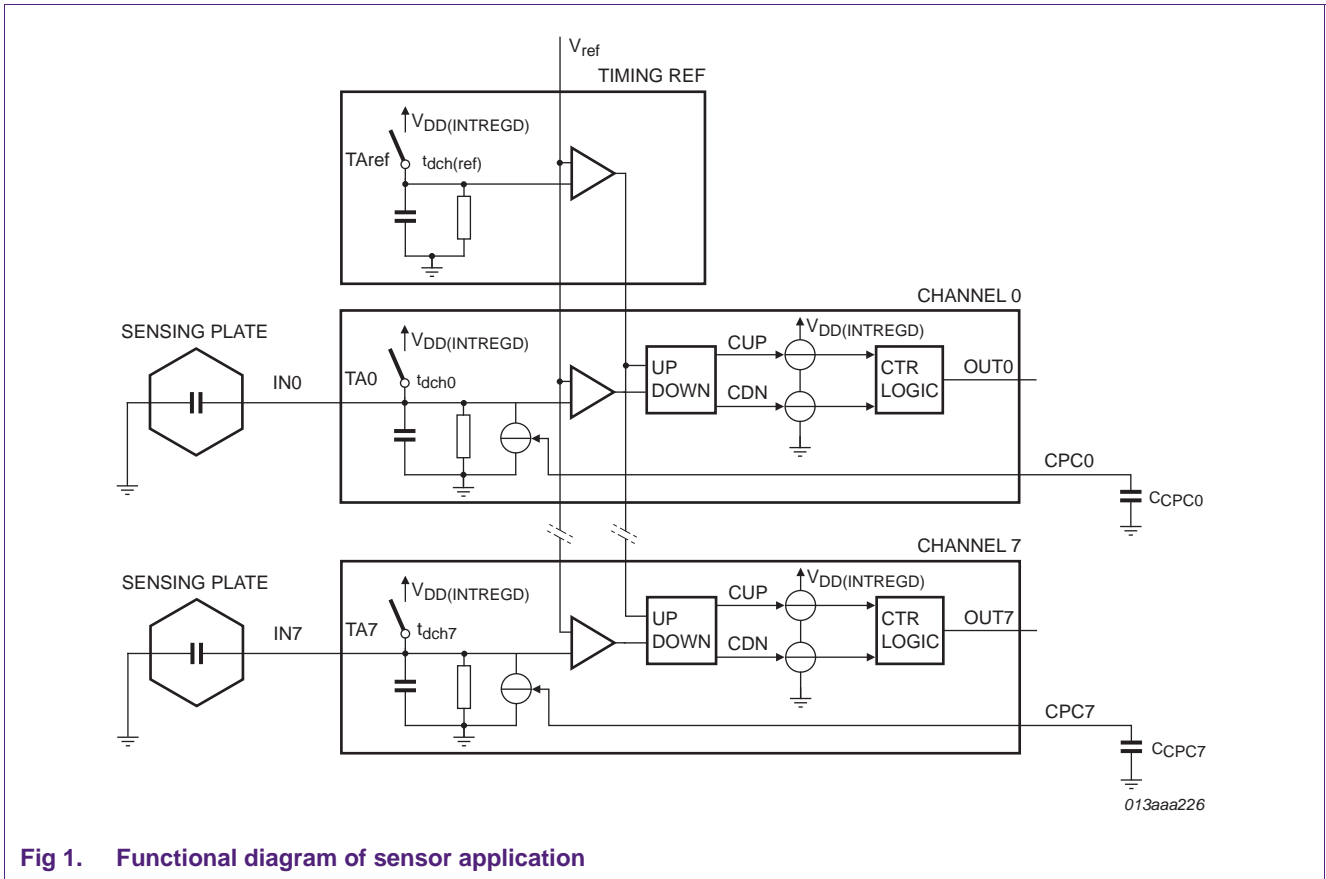 Vref
TIMING REF
VDD(INTREGD)
TAref
tdch(ref)
CHANNEL 0
SENSING PLATE
VDD(INTREGD)
VDD(INTREGD)
IN0
TA0
tdch0
UP
DOWN
CUP
CDN
CTR
LOGIC
OUT0
CPC0
CCPC0
CHANNEL 7
SENSING PLATE
VDD(INTREGD)
VDD(INTREGD)
IN7
TA7
tdch7
UP
DOWN
CUP
CDN
CTR
LOGIC
OUT7
CPC7
CCPC7
013aaa226
Fig 1. Functional diagram of sensor application